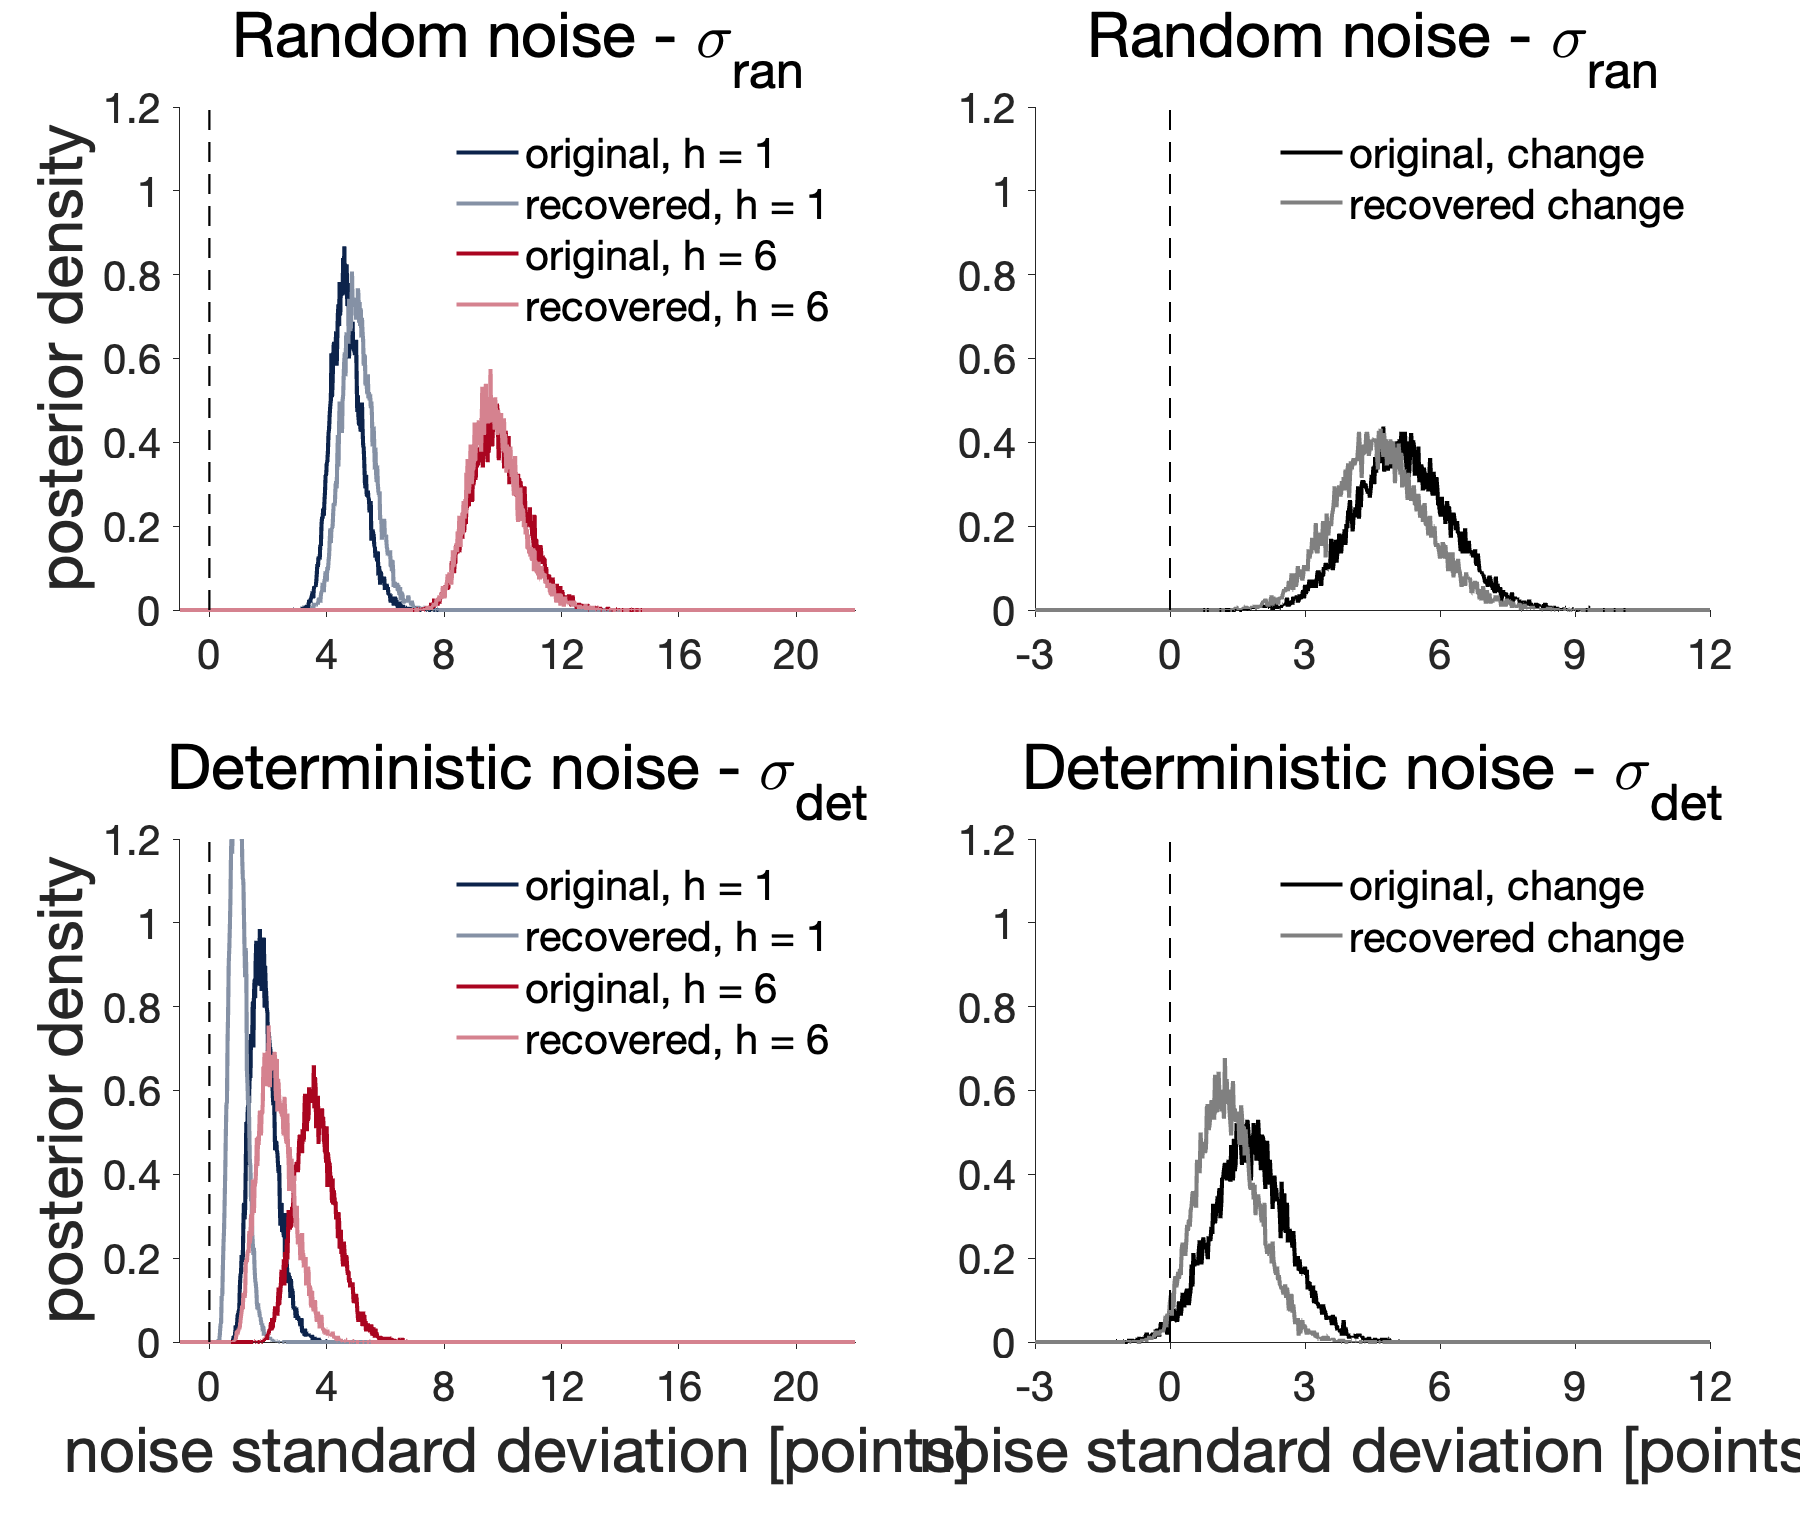 Random noise - σran
1.2
1
0.8
0.6
0.4
0.2
0
posterior density
original, h = 1
recovered, h = 1
original, h = 6
recovered, h = 6
0 4 8 12 16 20
Random noise - σran
1.2
1
0.8
0.6
0.4
0.2
0
original, change
recovered change
-3 0 3 6 9 12
Deterministic noise - σdet
1.2
1
0.8
0.6
0.4
0.2
0
posterior density
original, h = 1
recovered, h = 1
original, h = 6
recovered, h = 6
0 4 8 12 16 20
noise standard deviation [points]
Deterministic noise - σdet
1.2
1
0.8
0.6
0.4
0.2
0
original, change
recovered change
-3 0 3 6 9 12
noise standard deviation [points